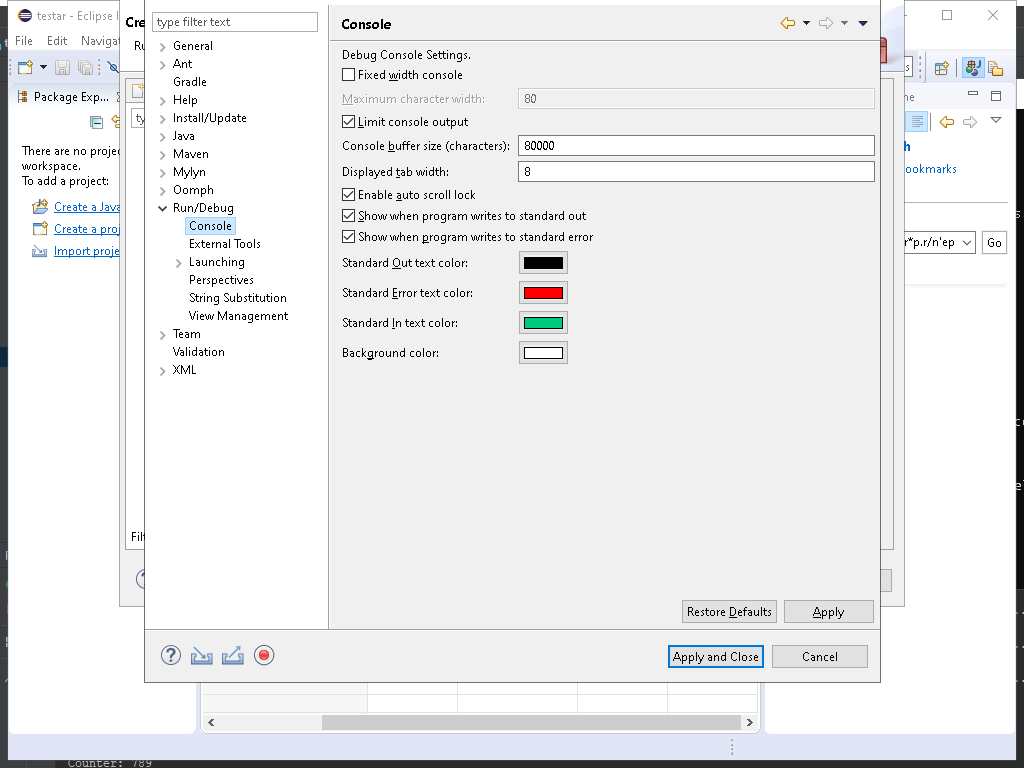 testar - Eclipse I
File Edit Navigat
Package Exp...
There are no projec
workspace.
To add a project:
Create a Java
Create a proj
Import proje
Cre
Ru
ty
Filt
type filter text
General
Ant
Gradle
Help
Install/Update
Java
Maven
Mylyn
Oomph
Run/Debug
Console
External Tools
Launching
Perspectives
String Substitution
View Management
Team
Validation
XML
Console
Debug Console Settings.
Fixed width console
Maximum character width: 80
Limit console output
Console buffer size (characters): 80000
Displayed tab width: 8
Enable auto scroll lock
Show when program writes to standard out
Show when program writes to standard error
Standard Out text color:
Standard Error text color:
Standard In text color:
Background color:
Restore Defaults Apply
Apply and Close Cancel
ne
h
ookmarks
r*p.r/n'ep Go
Counter: 789